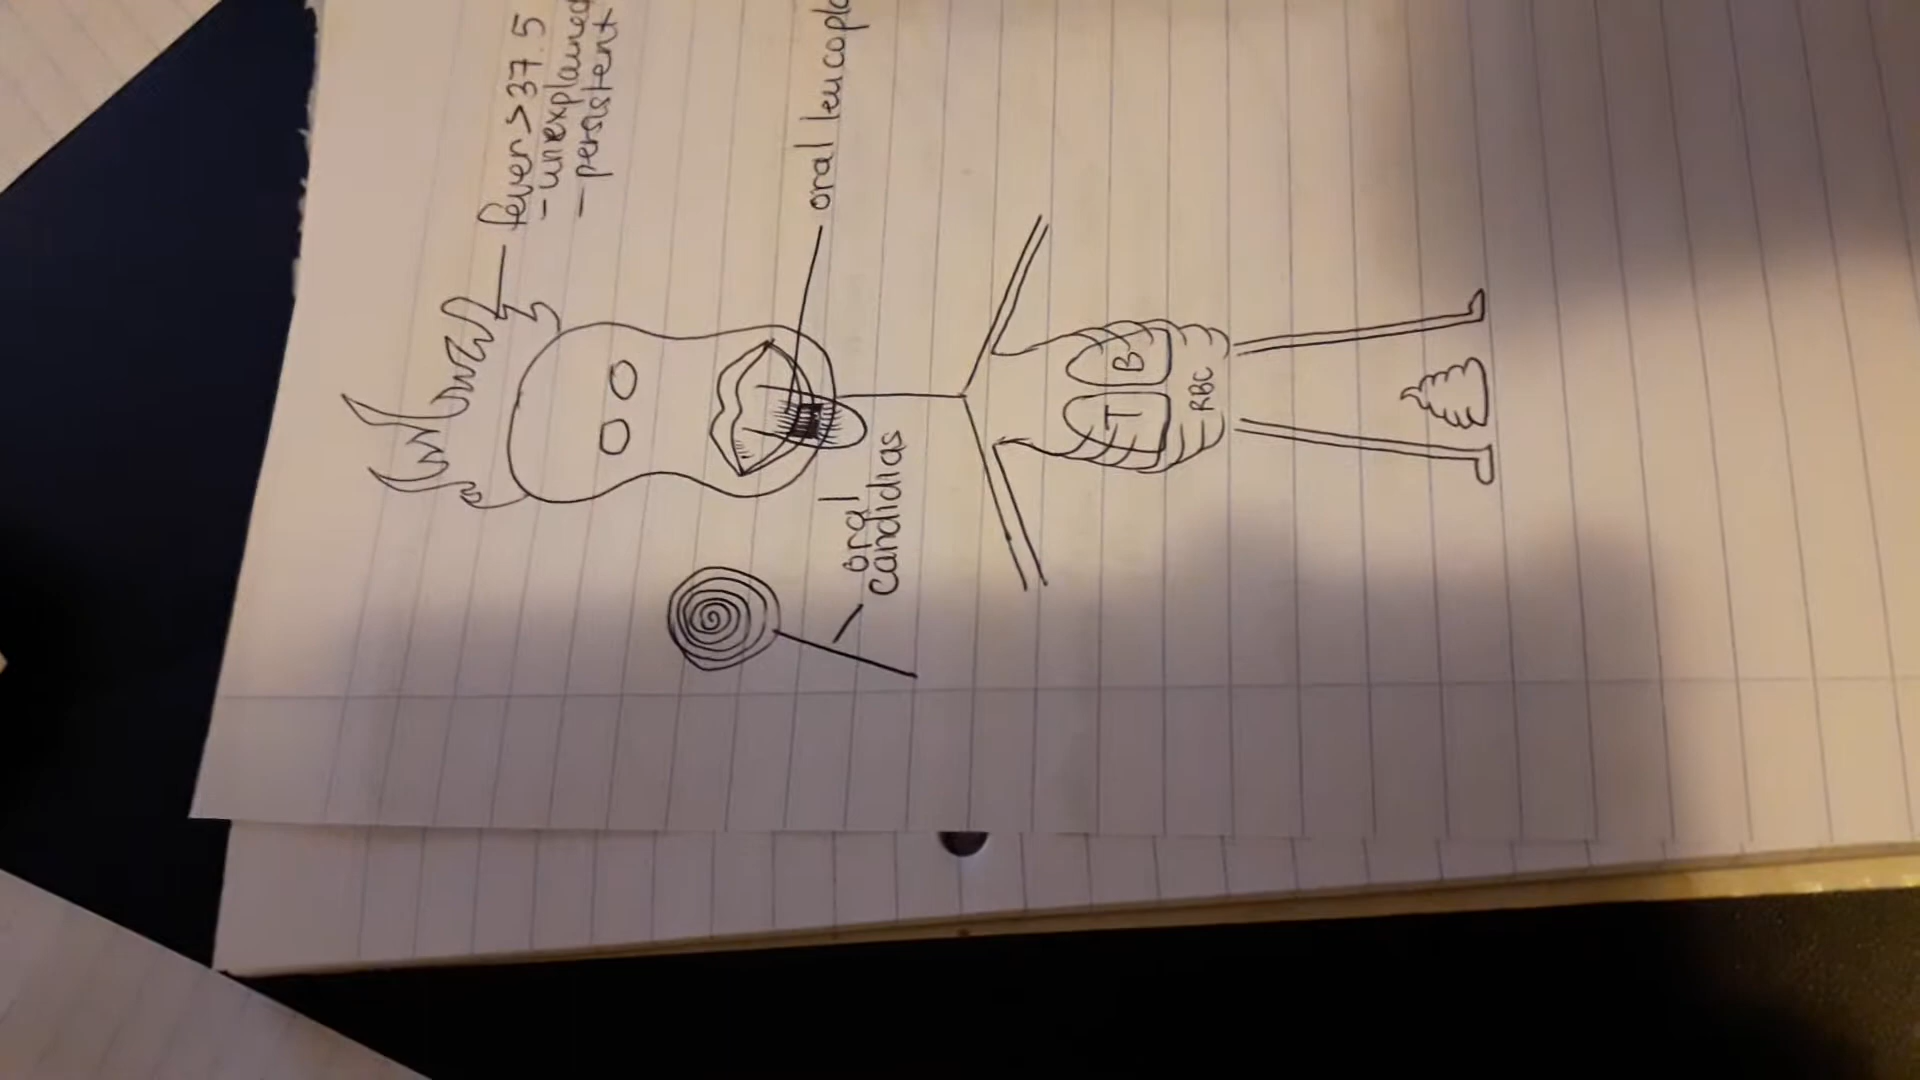 fever > 37.5
- unexplained
- persistent
oral leucopla
oral
candidias
T B
RBC